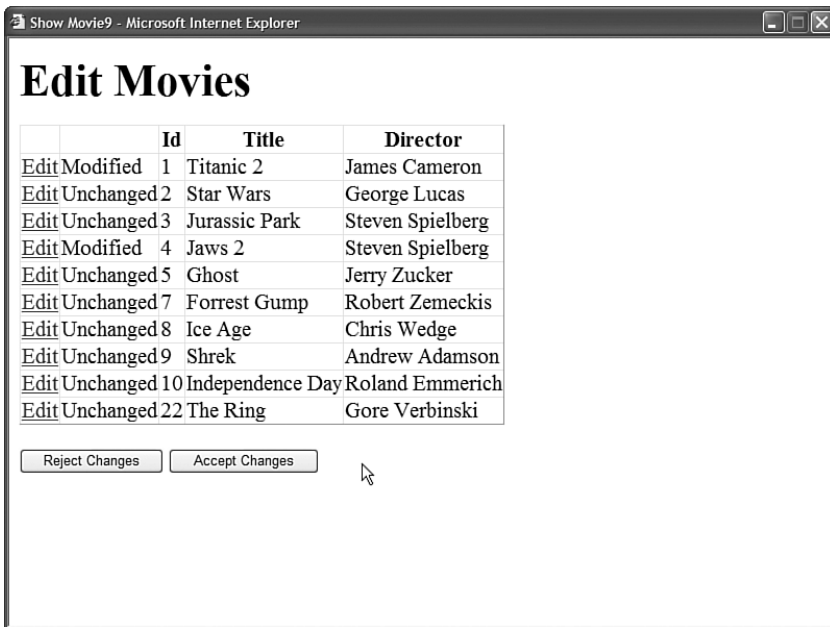 Show Movie9 - Microsoft Internet Explorer
Edit Movies
Id Title Director
Edit Modified 1 Titanic 2 James Cameron
Edit Unchanged 2 Star Wars George Lucas
Edit Unchanged 3 Jurassic Park Steven Spielberg
Edit Modified 4 Jaws 2 Steven Spielberg
Edit Unchanged 5 Ghost Jerry Zucker
Edit Unchanged 7 Forrest Gump Robert Zemeckis
Edit Unchanged 8 Ice Age Chris Wedge
Edit Unchanged 9 Shrek Andrew Adamson
Edit Unchanged 10 Independence Day Roland Emmerich
Edit Unchanged 22 The Ring Gore Verbinski
Reject Changes Accept Changes